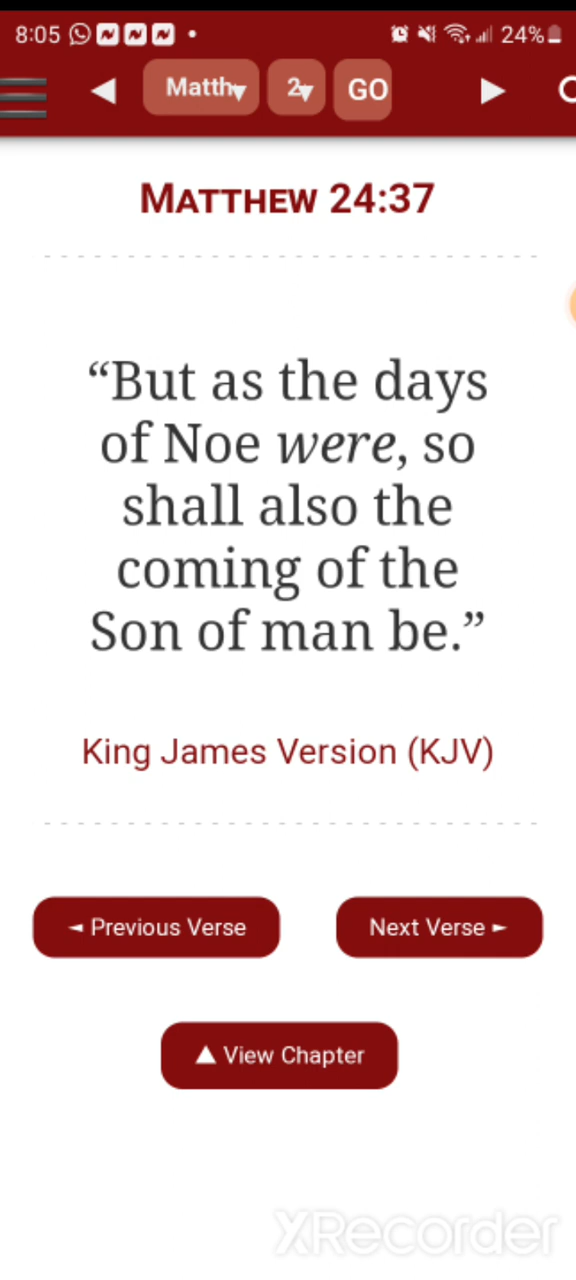 8:05 24%
Matth 2 GO
MATTHEW 24:37
“But as the days
of Noe were, so
shall also the
coming of the
Son of man be.”
King James Version (KJV)
◄ Previous Verse Next Verse ►
▲ View Chapter
XRecorder